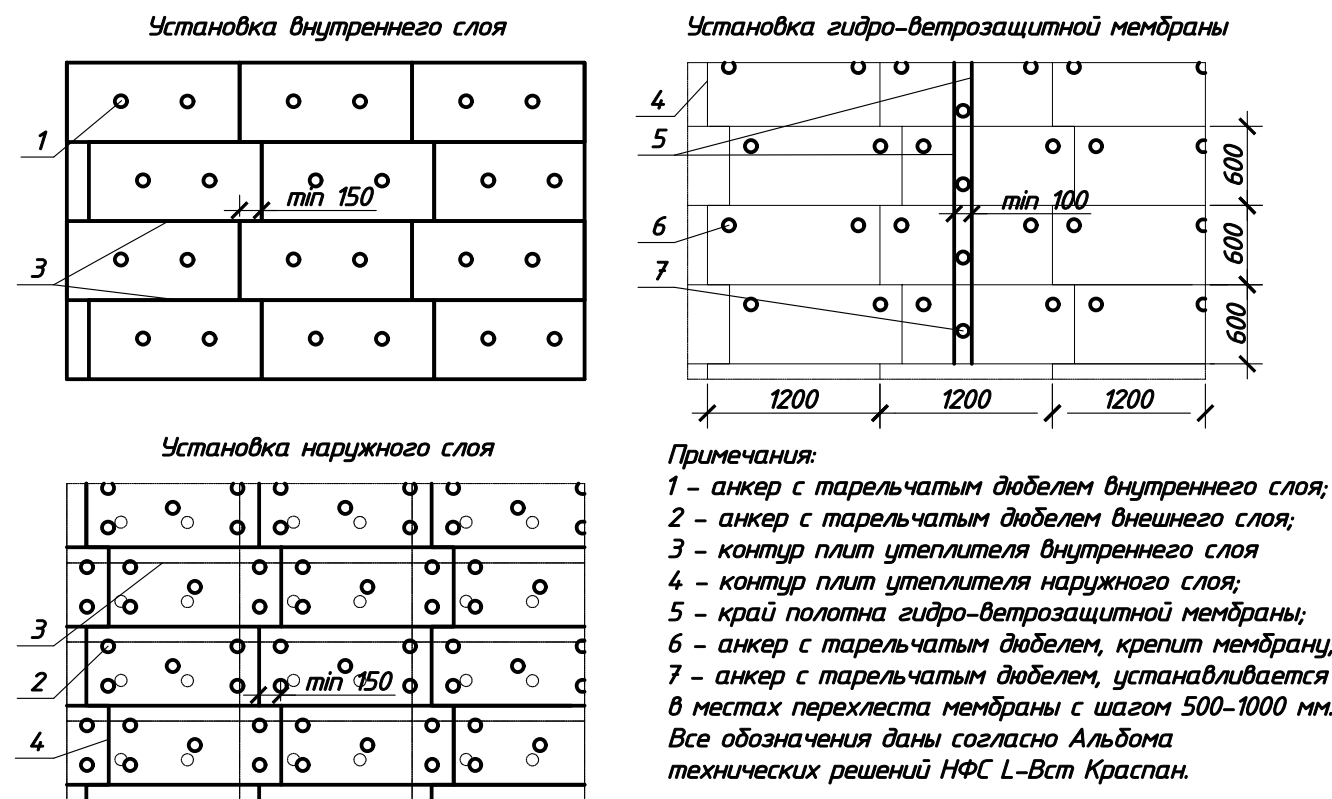 Установка внутреннего слоя
1
min 150
3
Установка гидро-ветрозащитной мембраны
4
5
600
min 100
6
600
7
600
1200 1200 1200
Установка наружного слоя
3
2
min 150
4
Примечания:
1 - анкер с тарельчатым дюбелем внутреннего слоя;
2 - анкер с тарельчатым дюбелем внешнего слоя;
3 - контур плит утеплителя внутреннего слоя
4 - контур плит утеплителя наружного слоя;
5 - край полотна гидро-ветрозащитной мембраны;
6 - анкер с тарельчатым дюбелем, крепит мембрану,
7 - анкер с тарельчатым дюбелем, устанавливается
в местах перехлеста мембраны с шагом 500-1000 мм.
Все обозначения даны согласно Альбома
технических решений НФС L-Вст Краспан.